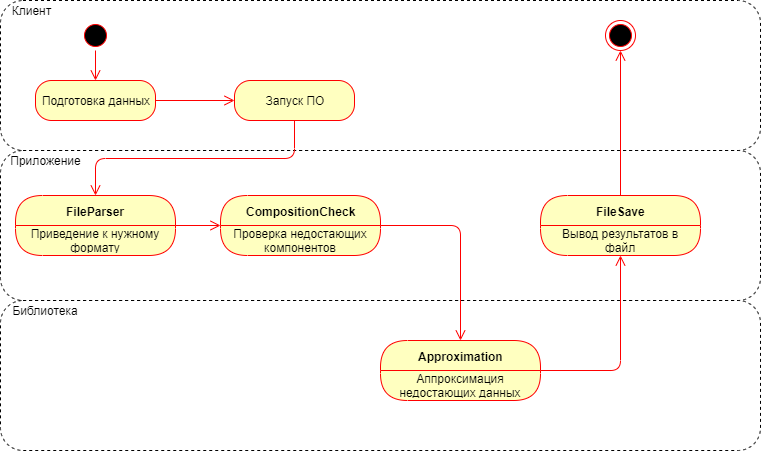 Клиент
Подготовка данных
Запуск ПО
Приложение
FileParser
Приведение к нужному
формату
CompositionCheck
Проверка недостающих
компонентов
FileSave
Вывод результатов в
файл
Библиотека
Approximation
Аппроксимация
недостающих данных